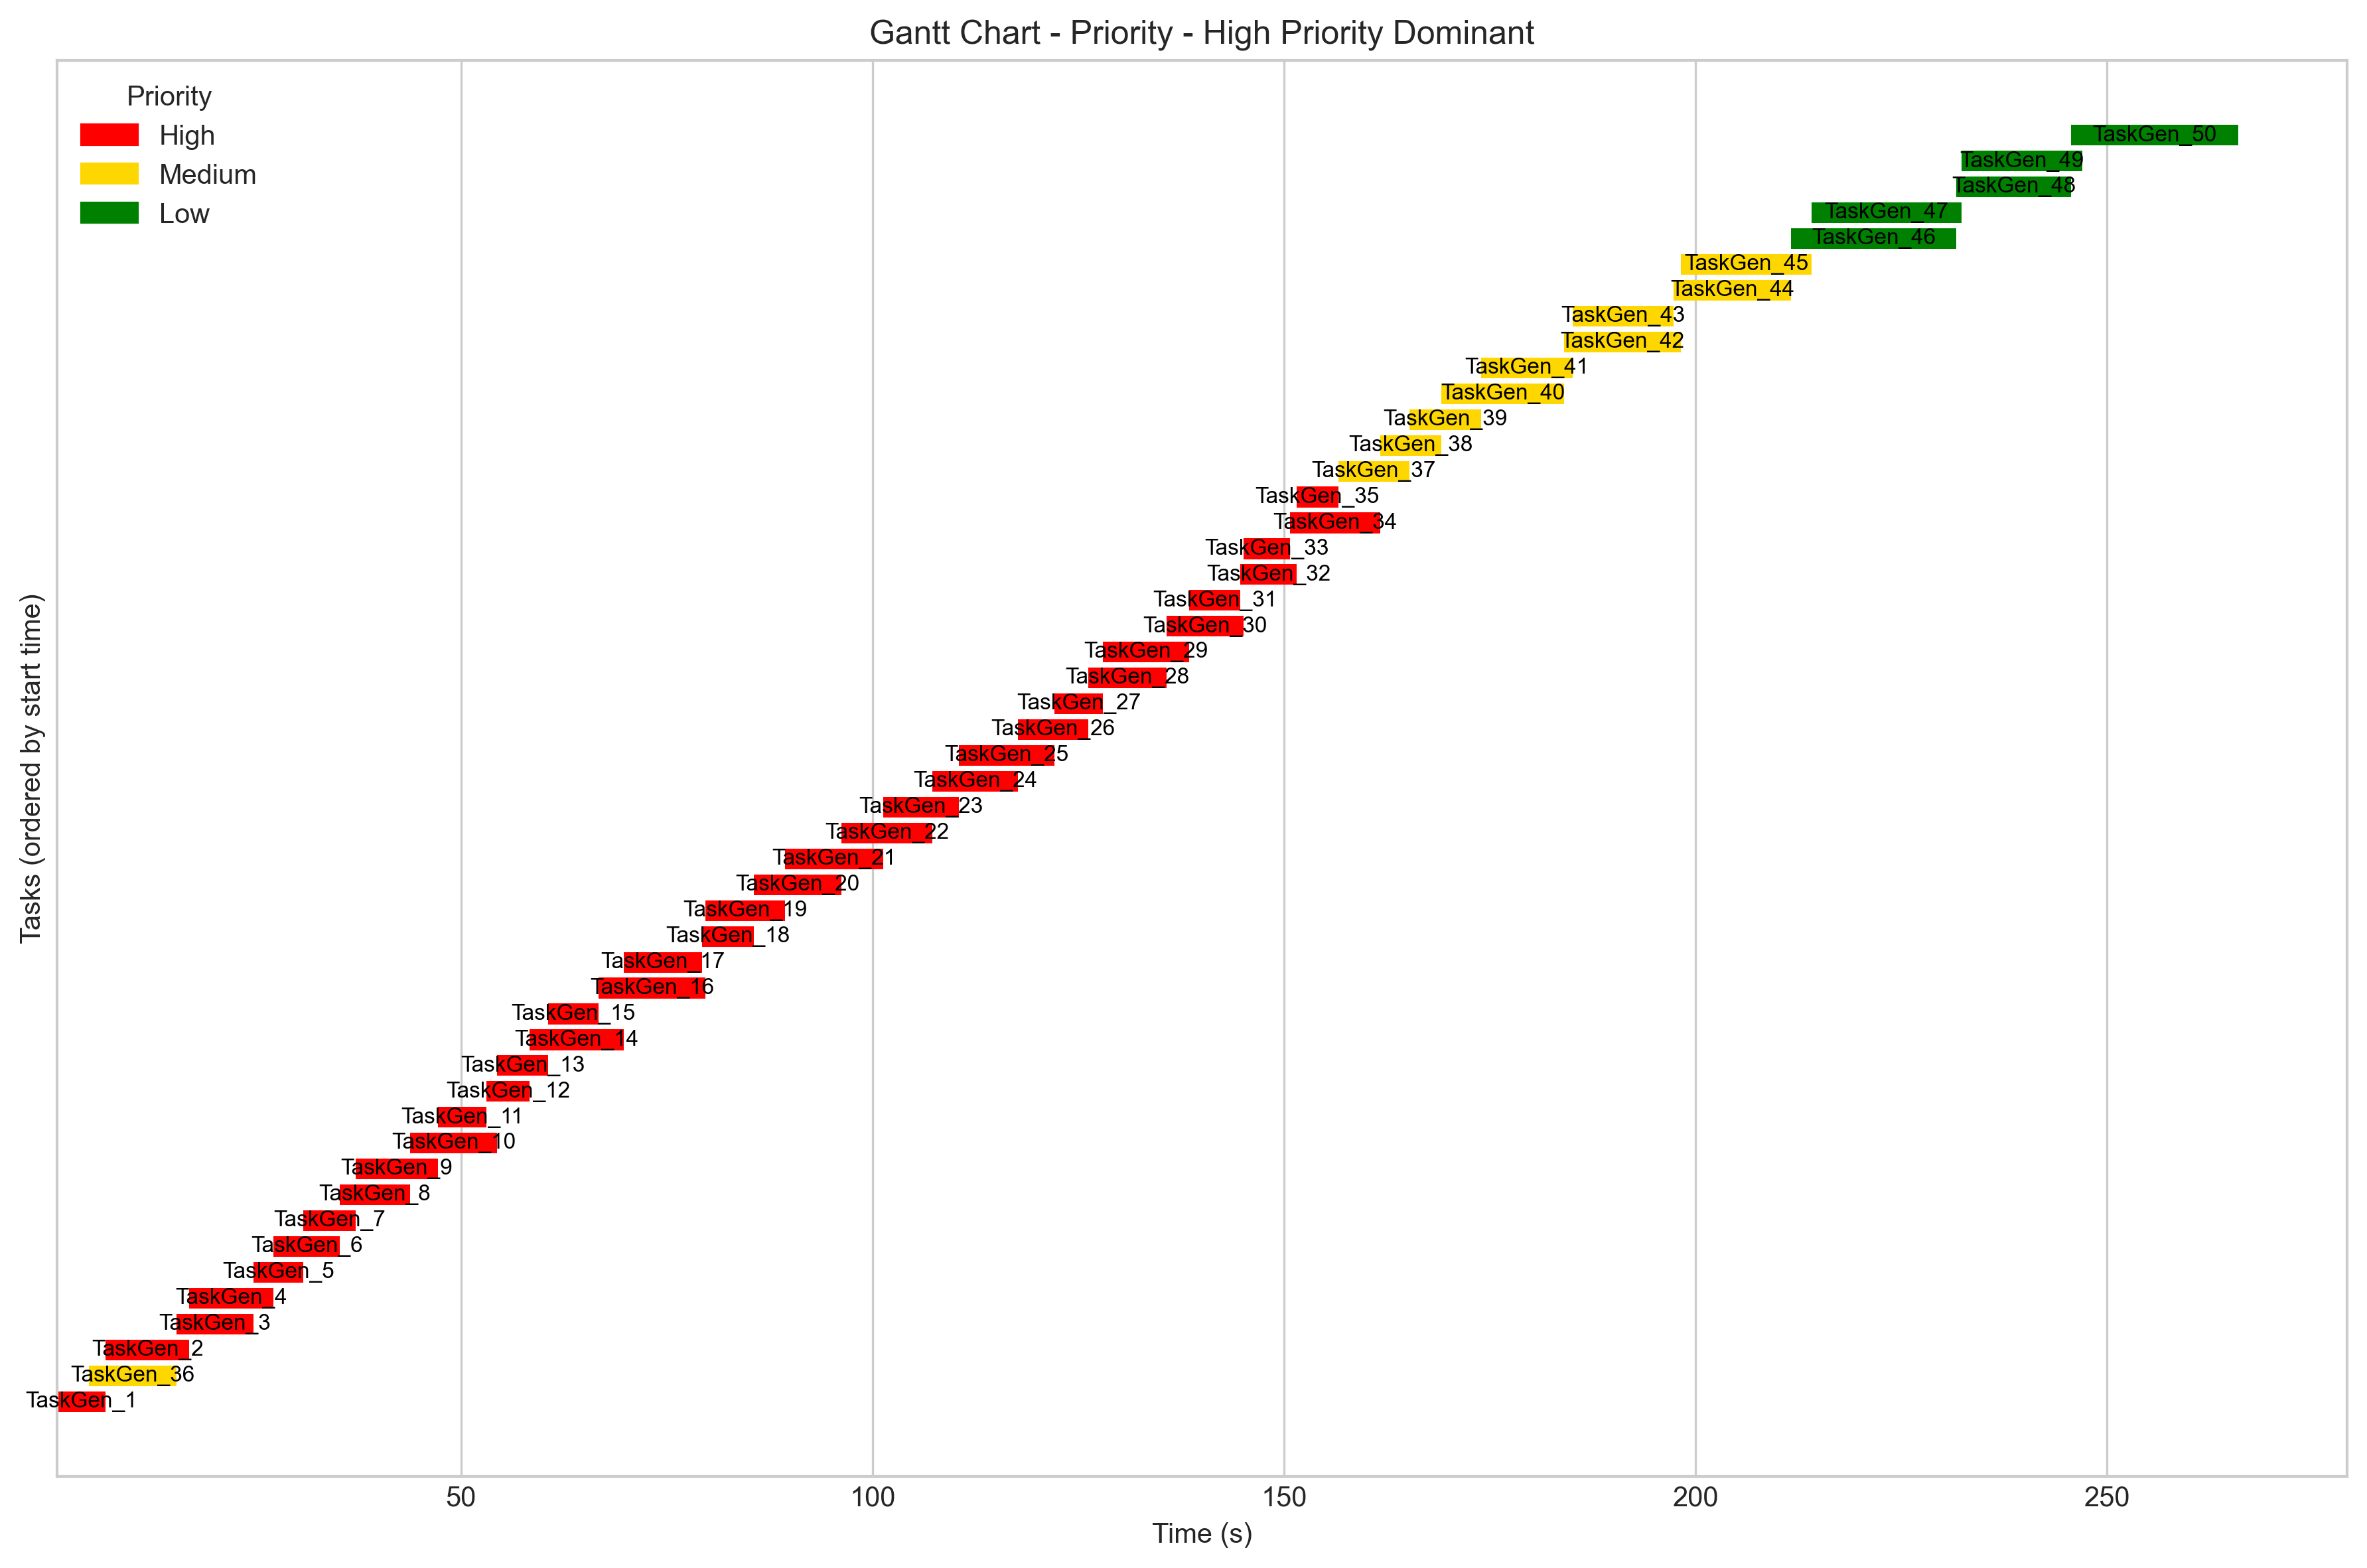 Gantt Chart - Priority - High Priority Dominant
Priority
High
Medium
Low
TaskGen_50
TaskGen_49
TaskGen_48
TaskGen_47
TaskGen_46
TaskGen_45
TaskGen_44
TaskGen_43
TaskGen_42
TaskGen_41
TaskGen_40
TaskGen_39
TaskGen_38
TaskGen_37
TaskGen_35
TaskGen_34
TaskGen_33
TaskGen_32
TaskGen_31
TaskGen_30
TaskGen_29
TaskGen_28
TaskGen_27
TaskGen_26
TaskGen_25
TaskGen_24
TaskGen_23
TaskGen_22
TaskGen_21
TaskGen_20
TaskGen_19
TaskGen_18
TaskGen_17
TaskGen_16
TaskGen_15
TaskGen_14
TaskGen_13
TaskGen_12
TaskGen_11
TaskGen_10
TaskGen_9
TaskGen_8
TaskGen_7
TaskGen_6
TaskGen_5
TaskGen_4
TaskGen_3
TaskGen_2
TaskGen_36
TaskGen_1
Tasks (ordered by start time)
50 100 150 200 250
Time (s)